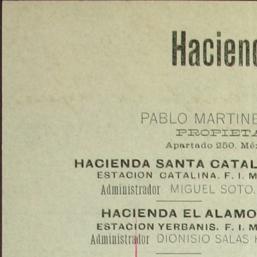 Hacienc
PABLO MARTINE
PROPIETA
Apartado 250. Mé
HACIENDA SANTA CATAL
ESTACION CATALINA. F. I. M
Administrador MIGUEL SOTO.
HACIENDA EL ALAMO
ESTACION YERBANIS. F. I. M
Administrador DIONISIO SALAS